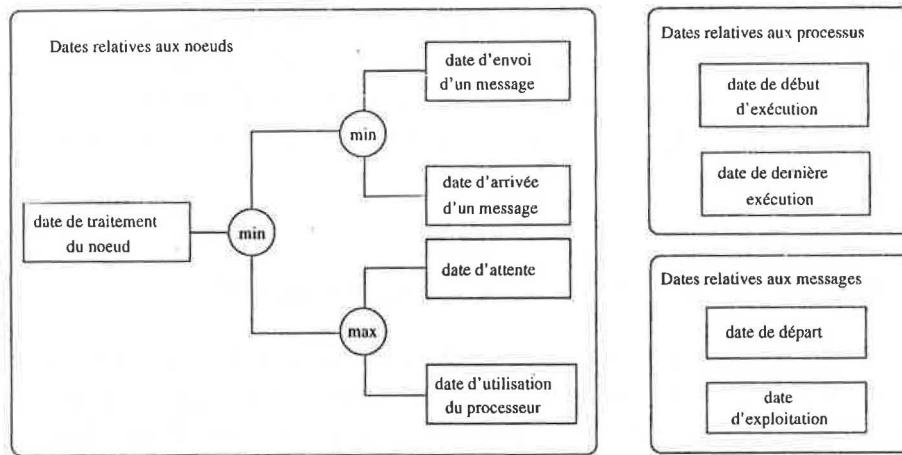 Dates relatives aux noeuds
date d'envoi
d'un message
min
date d'arrivée
d'un message
date de traitement
du noeud
min
date d'attente
max
date d'utilisation
du processeur
Dates relatives aux processus
date de début
d'exécution
date de dernière
exécution
Dates relatives aux messages
date de départ
date
d'exploitation